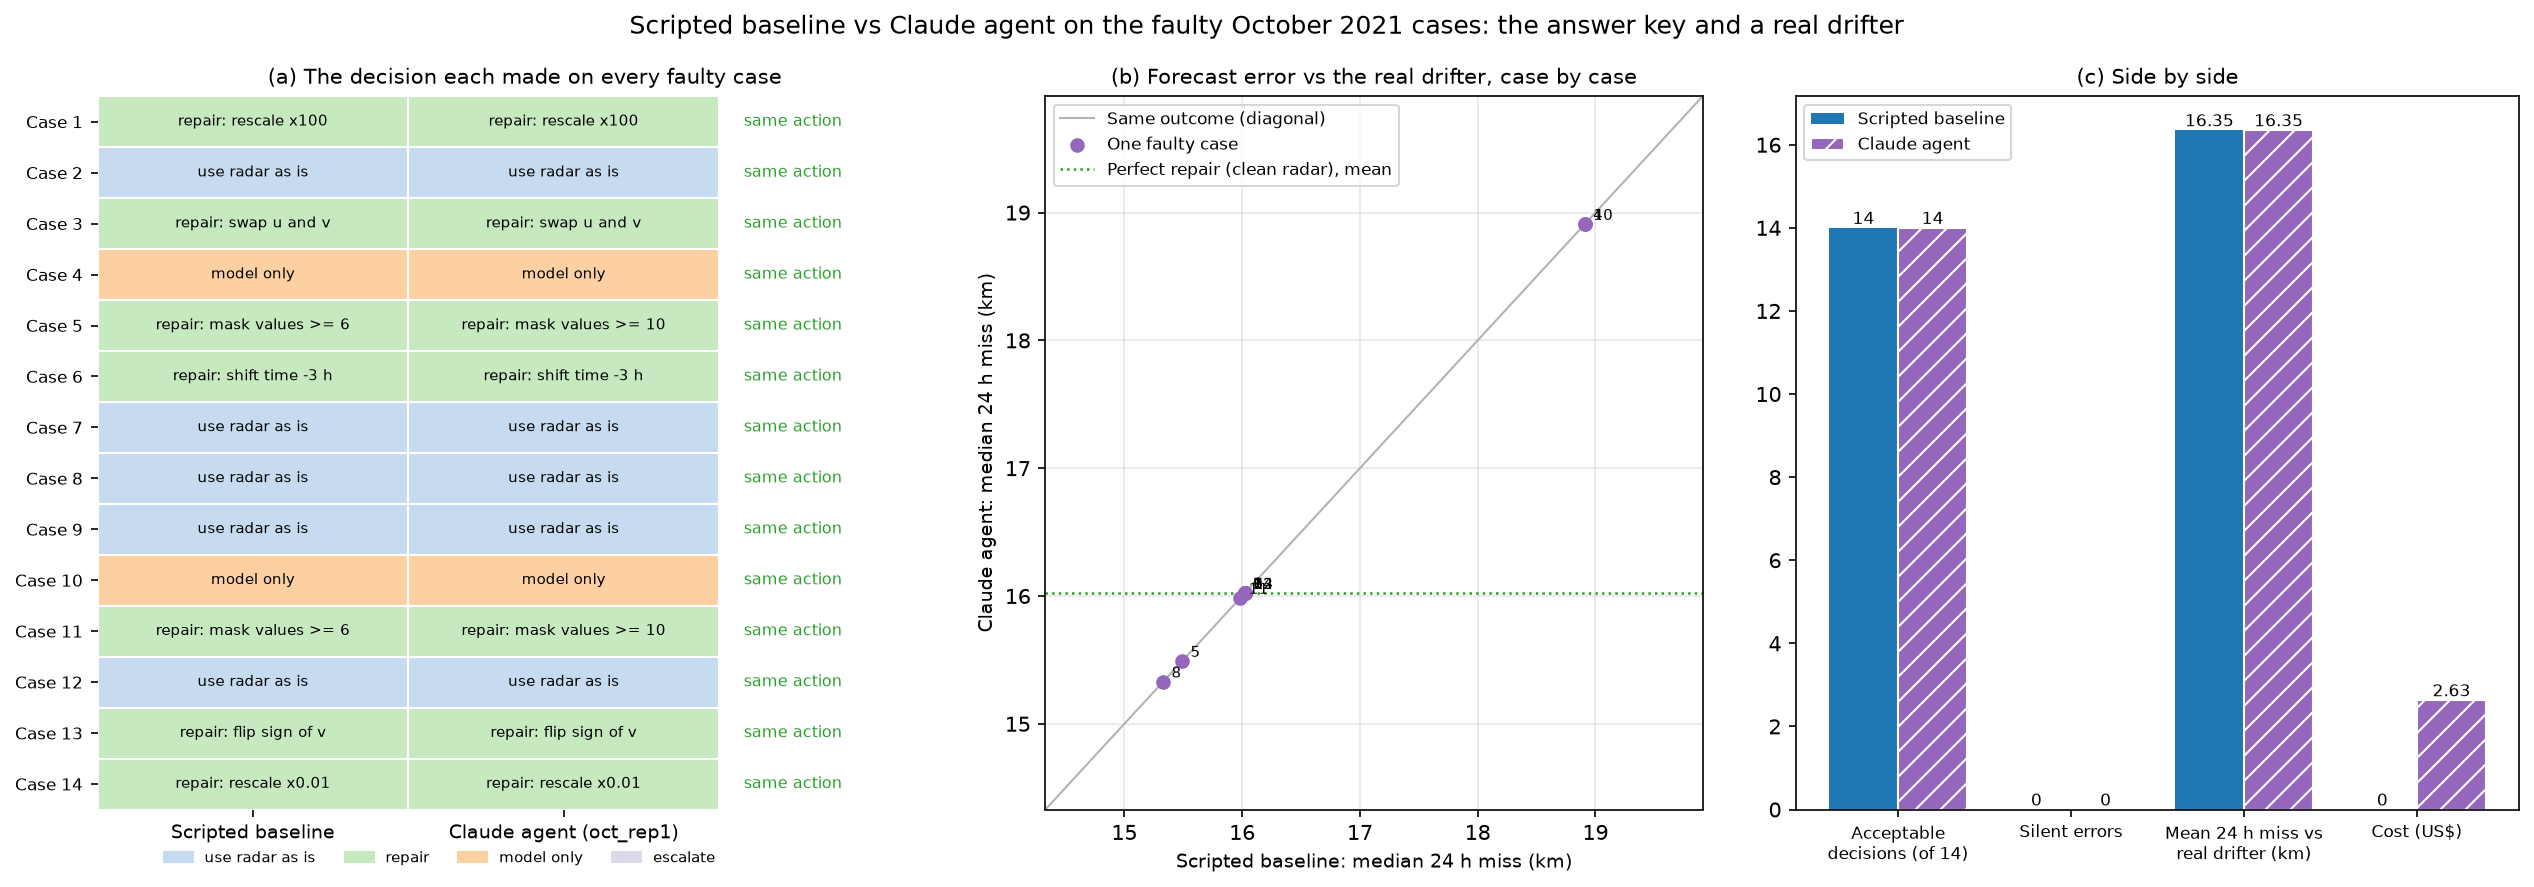 Scripted baseline vs Claude agent on the faulty October 2021 cases: the answer key and a real drifter
(a) The decision each made on every faulty case
Case 1 repair: rescale x100 repair: rescale x100 same action
Case 2 use radar as is use radar as is same action
Case 3 repair: swap u and v repair: swap u and v same action
Case 4 model only model only same action
Case 5 repair: mask values >= 6 repair: mask values >= 10 same action
Case 6 repair: shift time -3 h repair: shift time -3 h same action
Case 7 use radar as is use radar as is same action
Case 8 use radar as is use radar as is same action
Case 9 use radar as is use radar as is same action
Case 10 model only model only same action
Case 11 repair: mask values >= 6 repair: mask values >= 10 same action
Case 12 use radar as is use radar as is same action
Case 13 repair: flip sign of v repair: flip sign of v same action
Case 14 repair: rescale x0.01 repair: rescale x0.01 same action
Scripted baseline Claude agent (oct_rep1)
use radar as is repair model only escalate
(b) Forecast error vs the real drifter, case by case
Same outcome (diagonal)
One faulty case
Perfect repair (clean radar), mean
Claude agent: median 24 h miss (km)
19
18
17
16
15
5
8
15 16 17 18 19
Scripted baseline: median 24 h miss (km)
(c) Side by side
Scripted baseline
Claude agent
16
14
12
10
8
6
4
2
0
14 14
0 0
16.35 16.35
0 2.63
Acceptable
decisions (of 14)
Silent errors
Mean 24 h miss vs
real drifter (km)
Cost (US$)